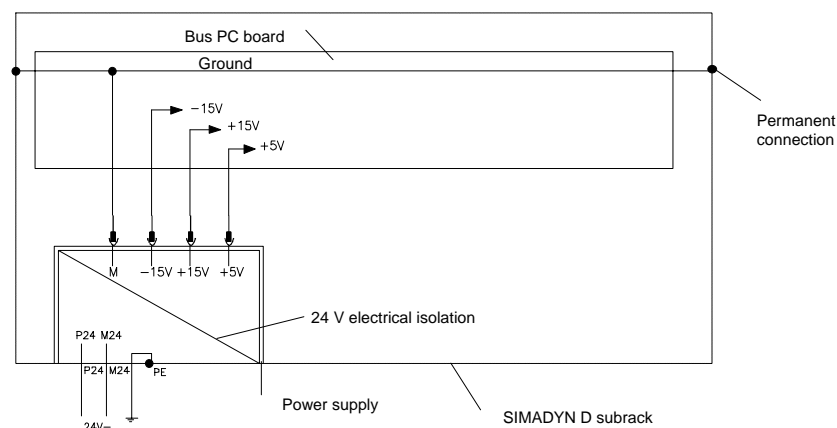 Bus PC board
Ground
−15V
+15V
+5V
Permanent
connection
M −15V +15V +5V
24 V electrical isolation
P24 M24
P24 M24 PE
Power supply
SIMADYN D subrack
24V−